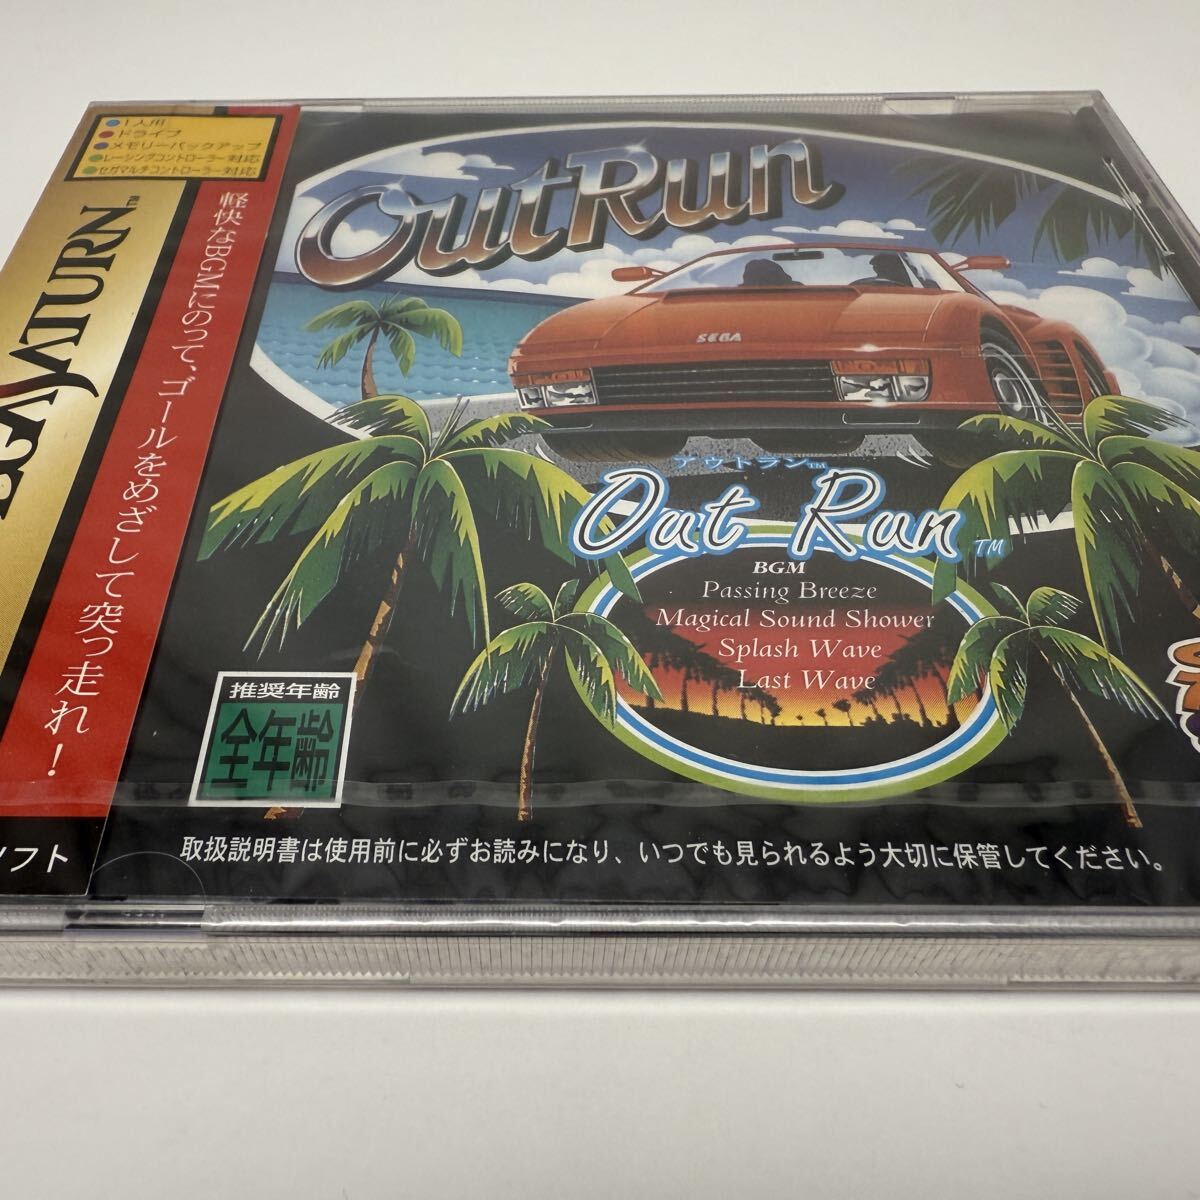 ●1人用
●ドライブ
●メモリーバックアップ
●レーシングコントローラー対応
●セガマルチコントローラー対応
SATURN™
軽快なBGMにのって、ゴールをめざして突っ走れ!
OutRun
SEGA
アウトラン™
Out Run™
BGM
Passing Breeze
Magical Sound Shower
Splash Wave
Last Wave
推奨年齢
全年齢
取扱説明書は使用前に必ずお読みになり、いつでも見られるよう大切に保管してください。
ソフト